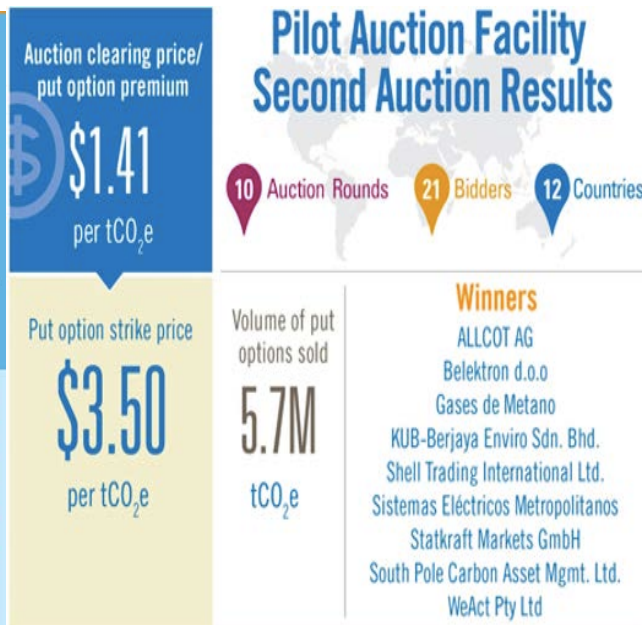 Auction clearing price/
put option premium
$
$1.41
per tCO₂e
Pilot Auction Facility
Second Auction Results
10 Auction Rounds
21 Bidders
12 Countries
Put option strike price
$3.50
per tCO₂e
Volume of put
options sold
5.7M
tCO₂e
Winners
ALLCOT AG
Belektron d.o.o
Gases de Metano
KUB-Berjaya Enviro Sdn. Bhd.
Shell Trading International Ltd.
Sistemas Eléctricos Metropolitanos
Statkraft Markets GmbH
South Pole Carbon Asset Mgmt. Ltd.
WeAct Pty Ltd